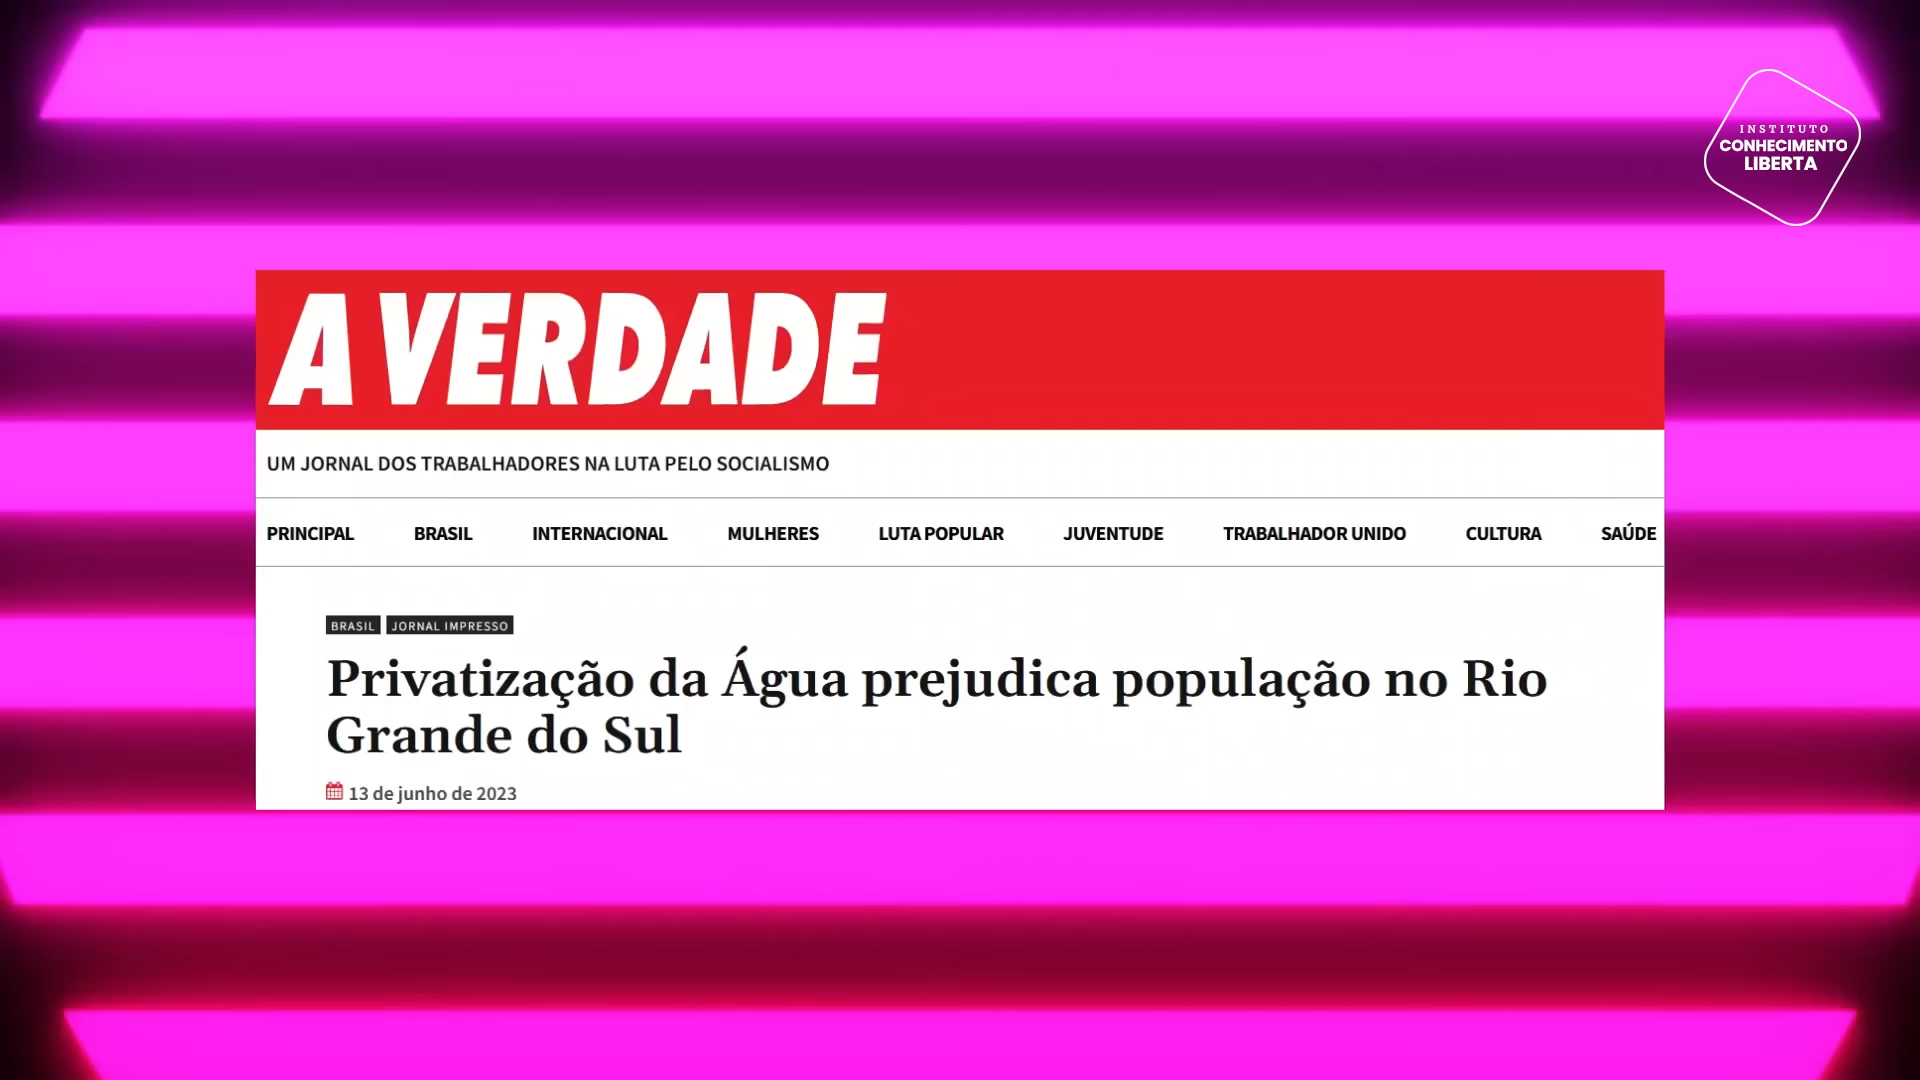 INSTITUTO
CONHECIMENTO
LIBERTA
A VERDADE
UM JORNAL DOS TRABALHADORES NA LUTA PELO SOCIALISMO
PRINCIPAL BRASIL INTERNACIONAL MULHERES LUTA POPULAR JUVENTUDE TRABALHADOR UNIDO CULTURA SAÚDE
BRASIL JORNAL IMPRESSO
Privatização da Água prejudica população no Rio
Grande do Sul
13 de junho de 2023